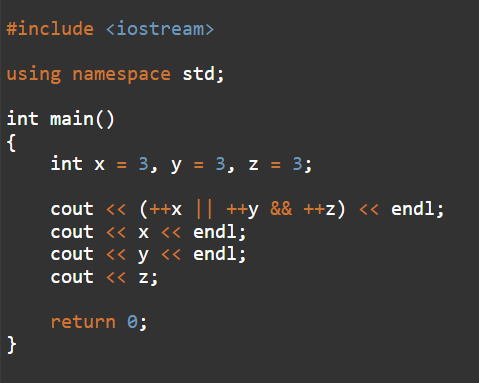 #include <iostream>
using namespace std;
int main()
{
    int x = 3, y = 3, z = 3;
    cout << (++x || ++y && ++z) << endl;
    cout << x << endl;
    cout << y << endl;
    cout << z;
    return 0;
}